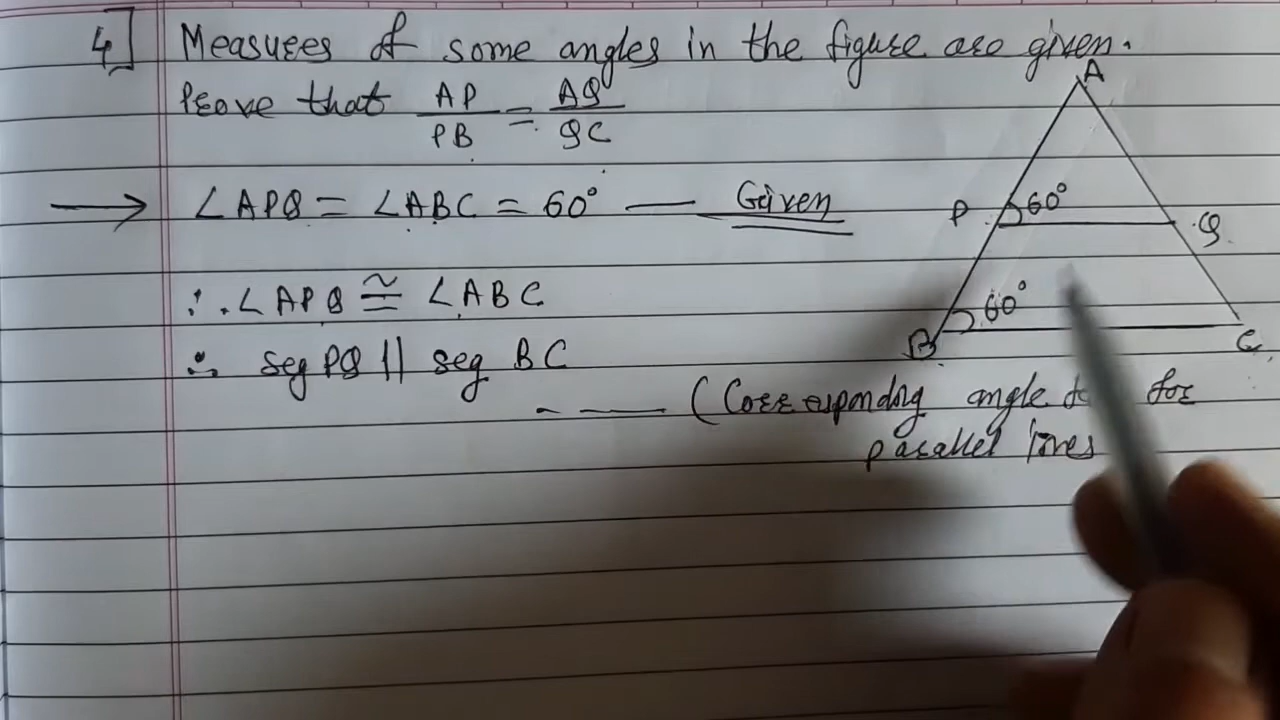 4] Measures of some angles in the figure are given.
Prove that AP/PB = AQ/QC
→ ∠APQ = ∠ABC = 60° — Given
∴ ∠APQ ≅ ∠ABC
∴ seg PQ || seg BC
- — (Corresponding angle for
parallel lines
A
P 60° Q
B 60° C